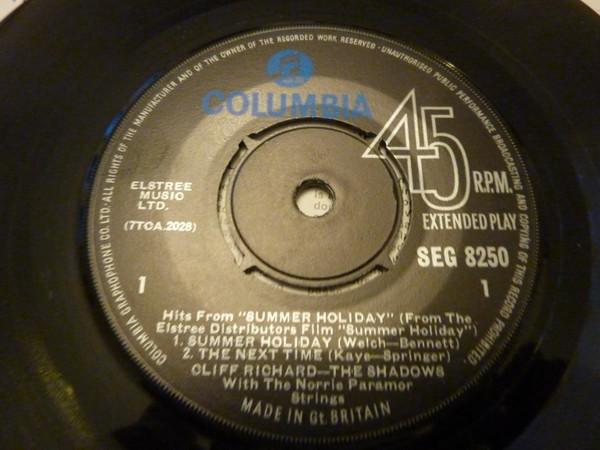 COLUMBIA GRAPHOPHONE CO. LTD. ALL RIGHTS OF THE MANUFACTURER AND OF THE OWNER OF THE RECORDED WORK RESERVED · UNAUTHORISED PUBLIC PERFORMANCE BROADCASTING AND COPYING OF THIS RECORD PROHIBITED.
COLUMBIA
45 R.P.M.
EXTENDED PLAY
ELSTREE
MUSIC
LTD.
(7TCA.2028)
SEG 8250
1
1
Hits From "SUMMER HOLIDAY" (From The
Elstree Distributors Film "Summer Holiday")
1. SUMMER HOLIDAY (Welch—Bennett)
2. THE NEXT TIME (Kaye—Springer)
CLIFF RICHARD—THE SHADOWS
With The Norrie Paramor
Strings
MADE IN Gt. BRITAIN